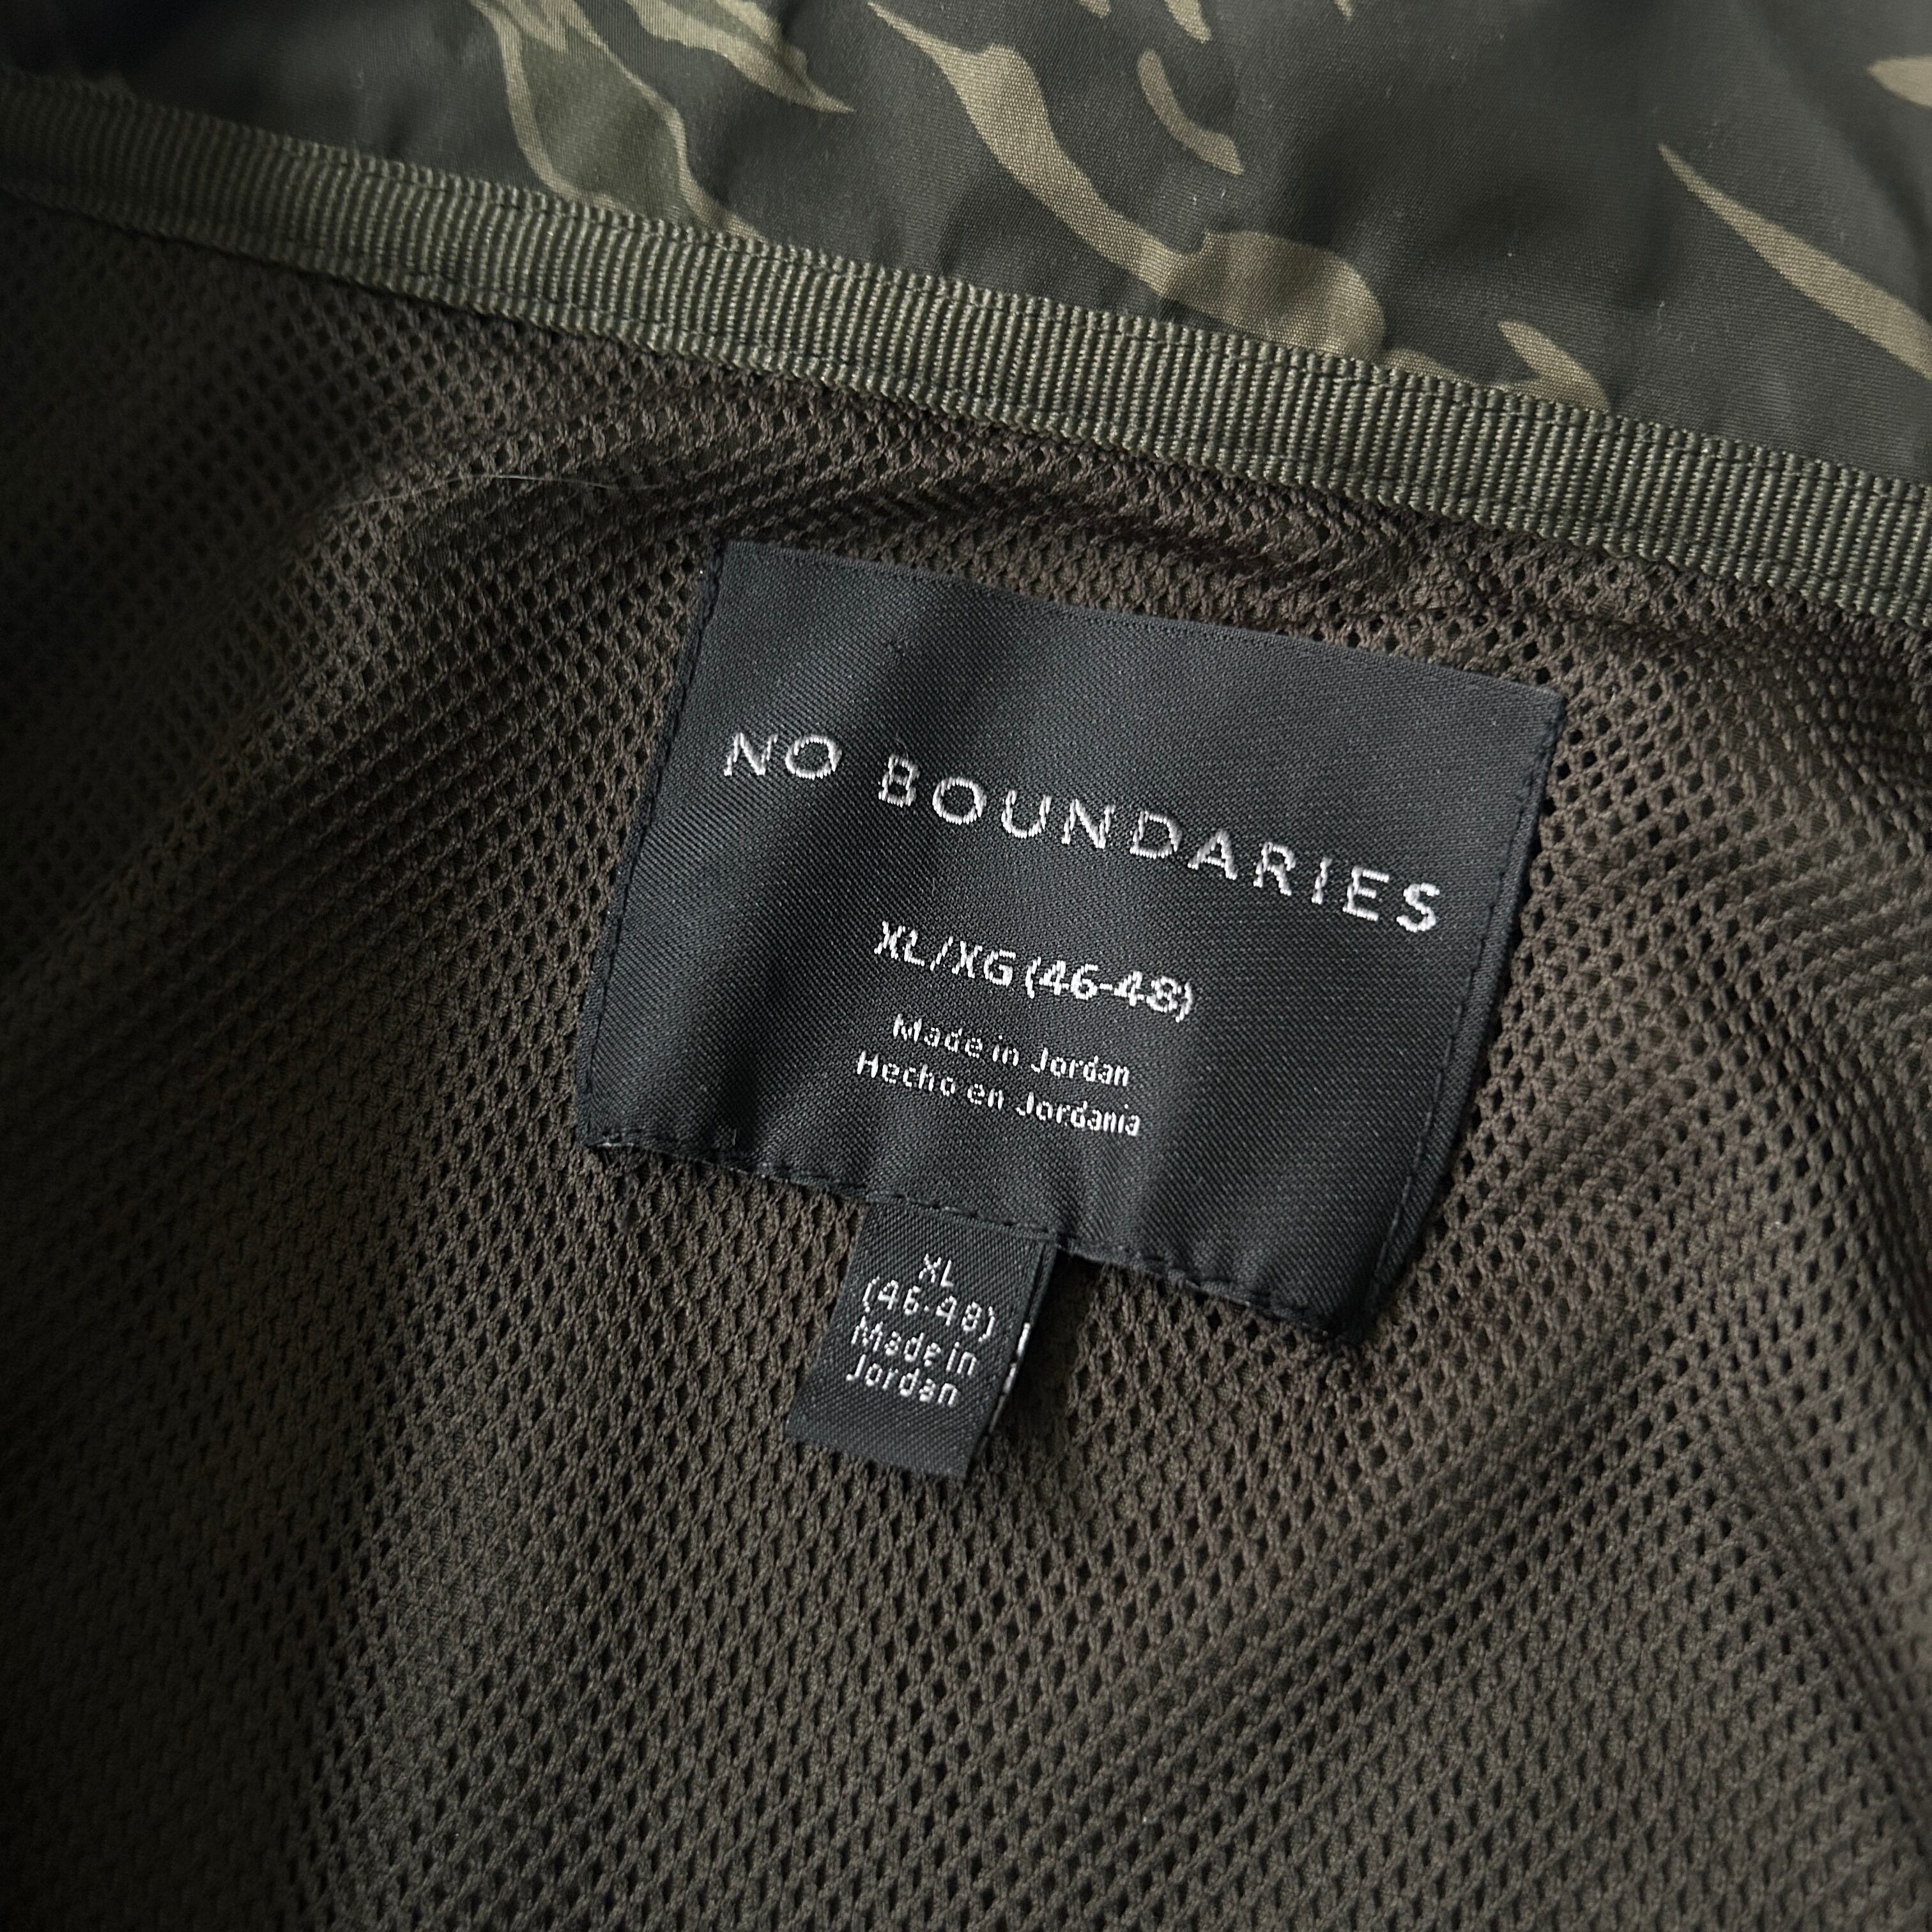 NO BOUNDARIES
XL/XG (46-48)
Made in Jordan
Hecho en Jordania
XL
(46-48)
Made in
Jordan